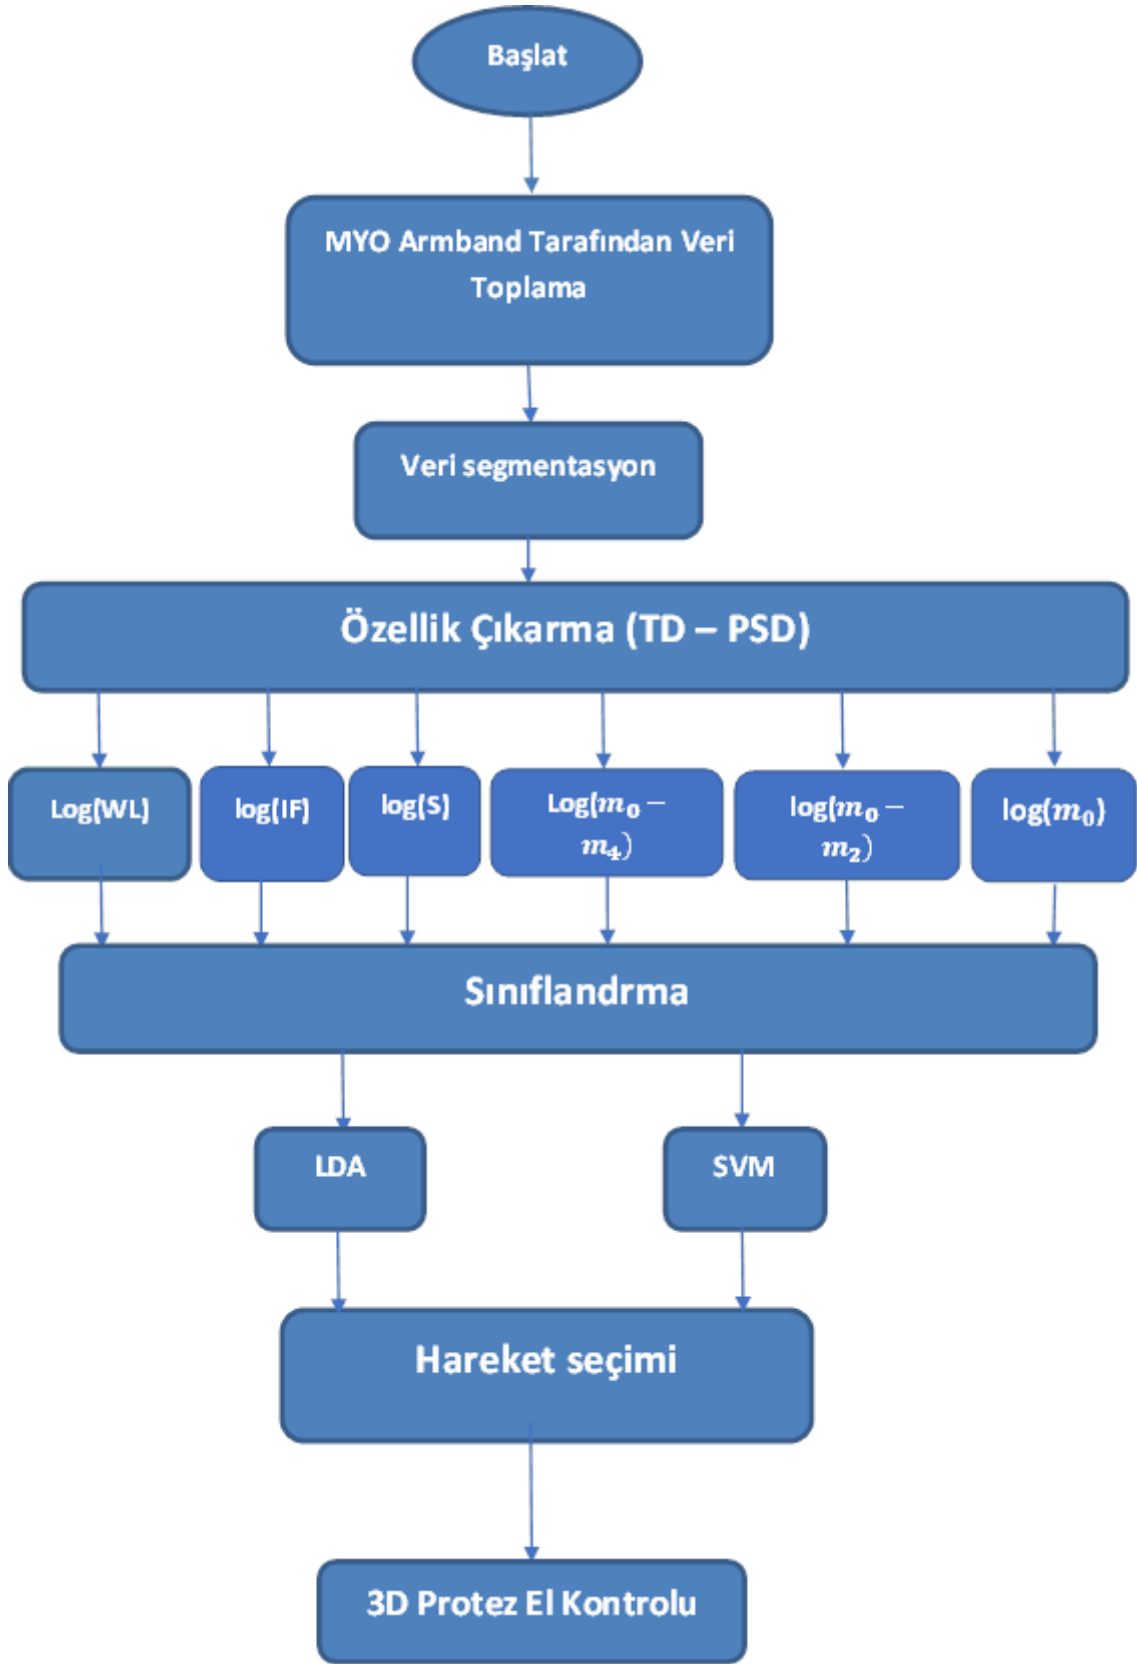 Başlat
MYO Armband Tarafından Veri
Toplama
Veri segmentasyon
Özellik Çıkarma (TD – PSD)
Log(WL)
log(IF)
log(S)
Log(m₀ −
m₄)
log(m₀ −
m₂)
log(m₀)
Sınıflandrma
LDA
SVM
Hareket seçimi
3D Protez El Kontrolu